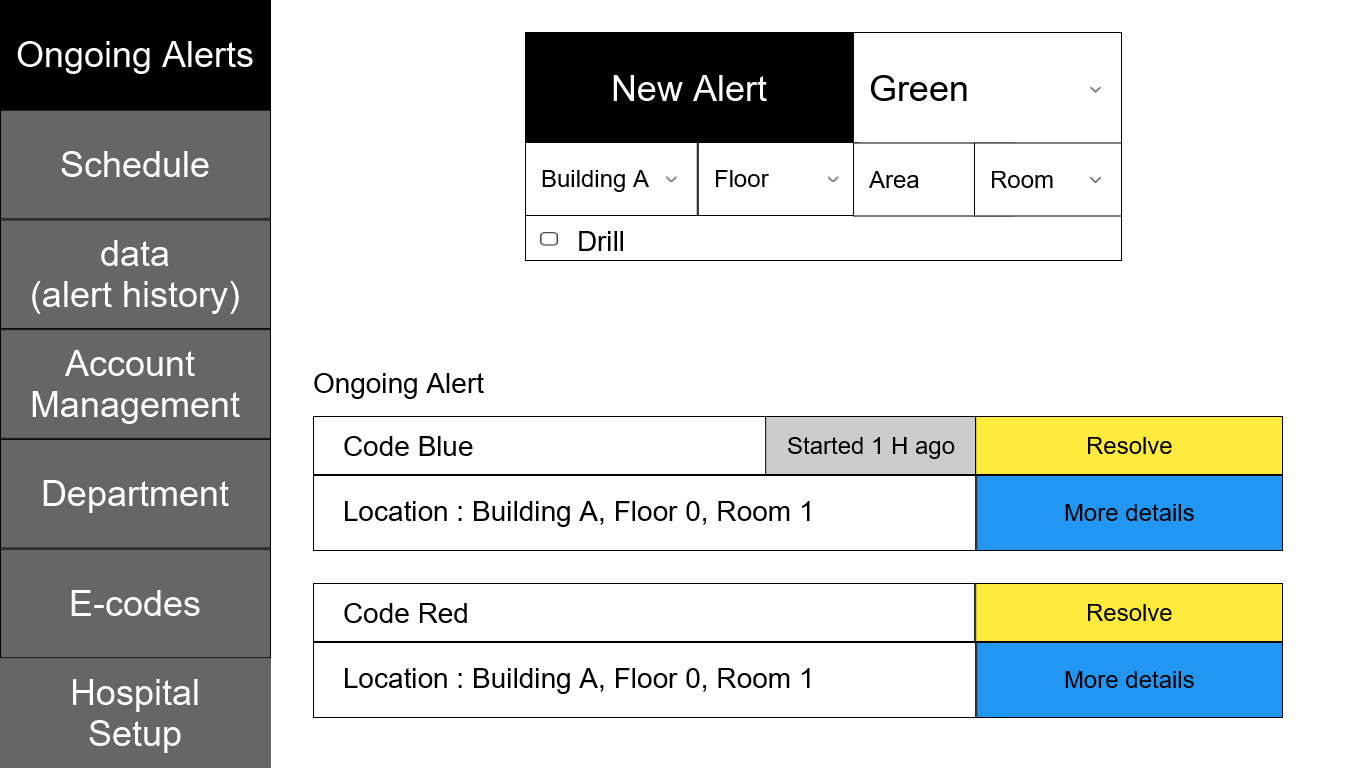 Ongoing Alerts
Schedule
data
(alert history)
Account
Management
Department
E-codes
Hospital
Setup
New Alert
Green
Building A
Floor
Area
Room
Drill
Ongoing Alert
Code Blue
Started 1 H ago
Resolve
Location : Building A, Floor 0, Room 1
More details
Code Red
Resolve
Location : Building A, Floor 0, Room 1
More details